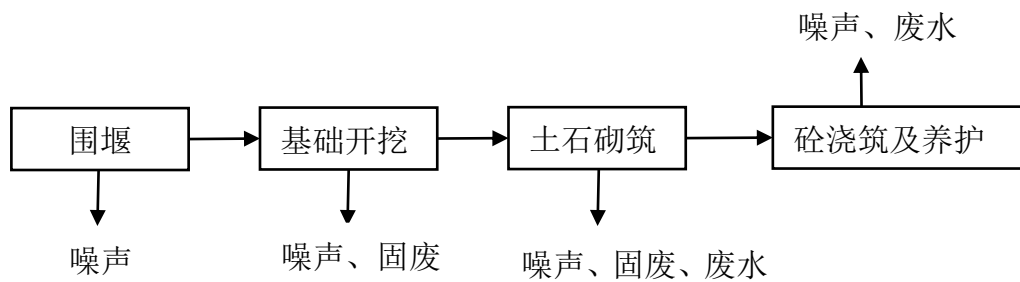 噪声、废水
围堰
基础开挖
土石砌筑
砼浇筑及养护
噪声
噪声、固废
噪声、固废、废水